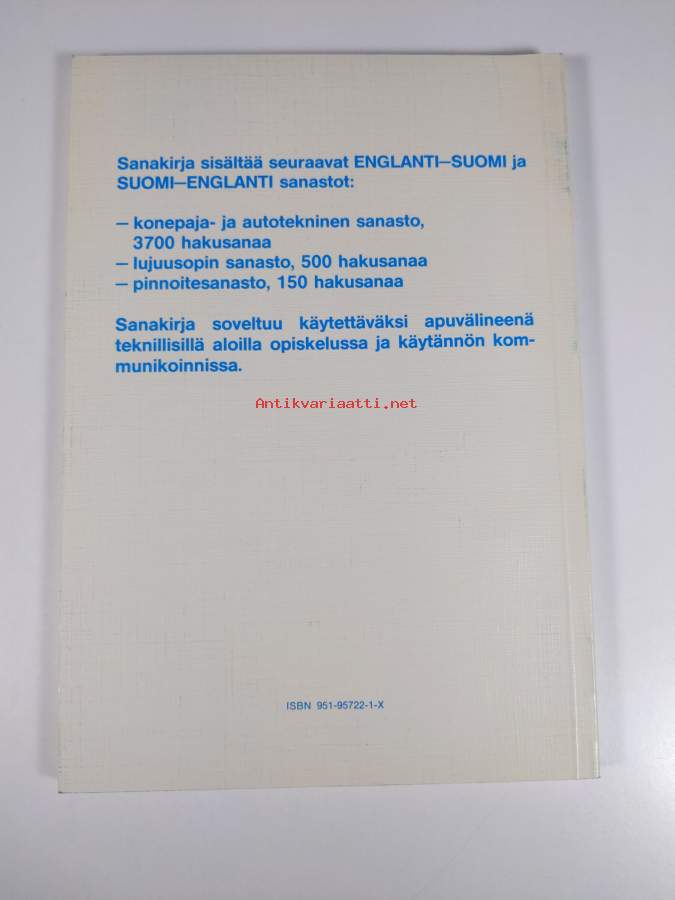 Sanakirja sisältää seuraavat ENGLANTI—SUOMI ja
SUOMI—ENGLANTI sanastot:
— konepaja- ja autotekninen sanasto,
3700 hakusanaa
— lujuusopin sanasto, 500 hakusanaa
— pinnoitesanasto, 150 hakusanaa
Sanakirja soveltuu käytettäväksi apuvälineenä
teknillisillä aloilla opiskelussa ja käytännön kom-
munikoinnissa.
Antikvariaatti.net
ISBN 951-95722-1-X